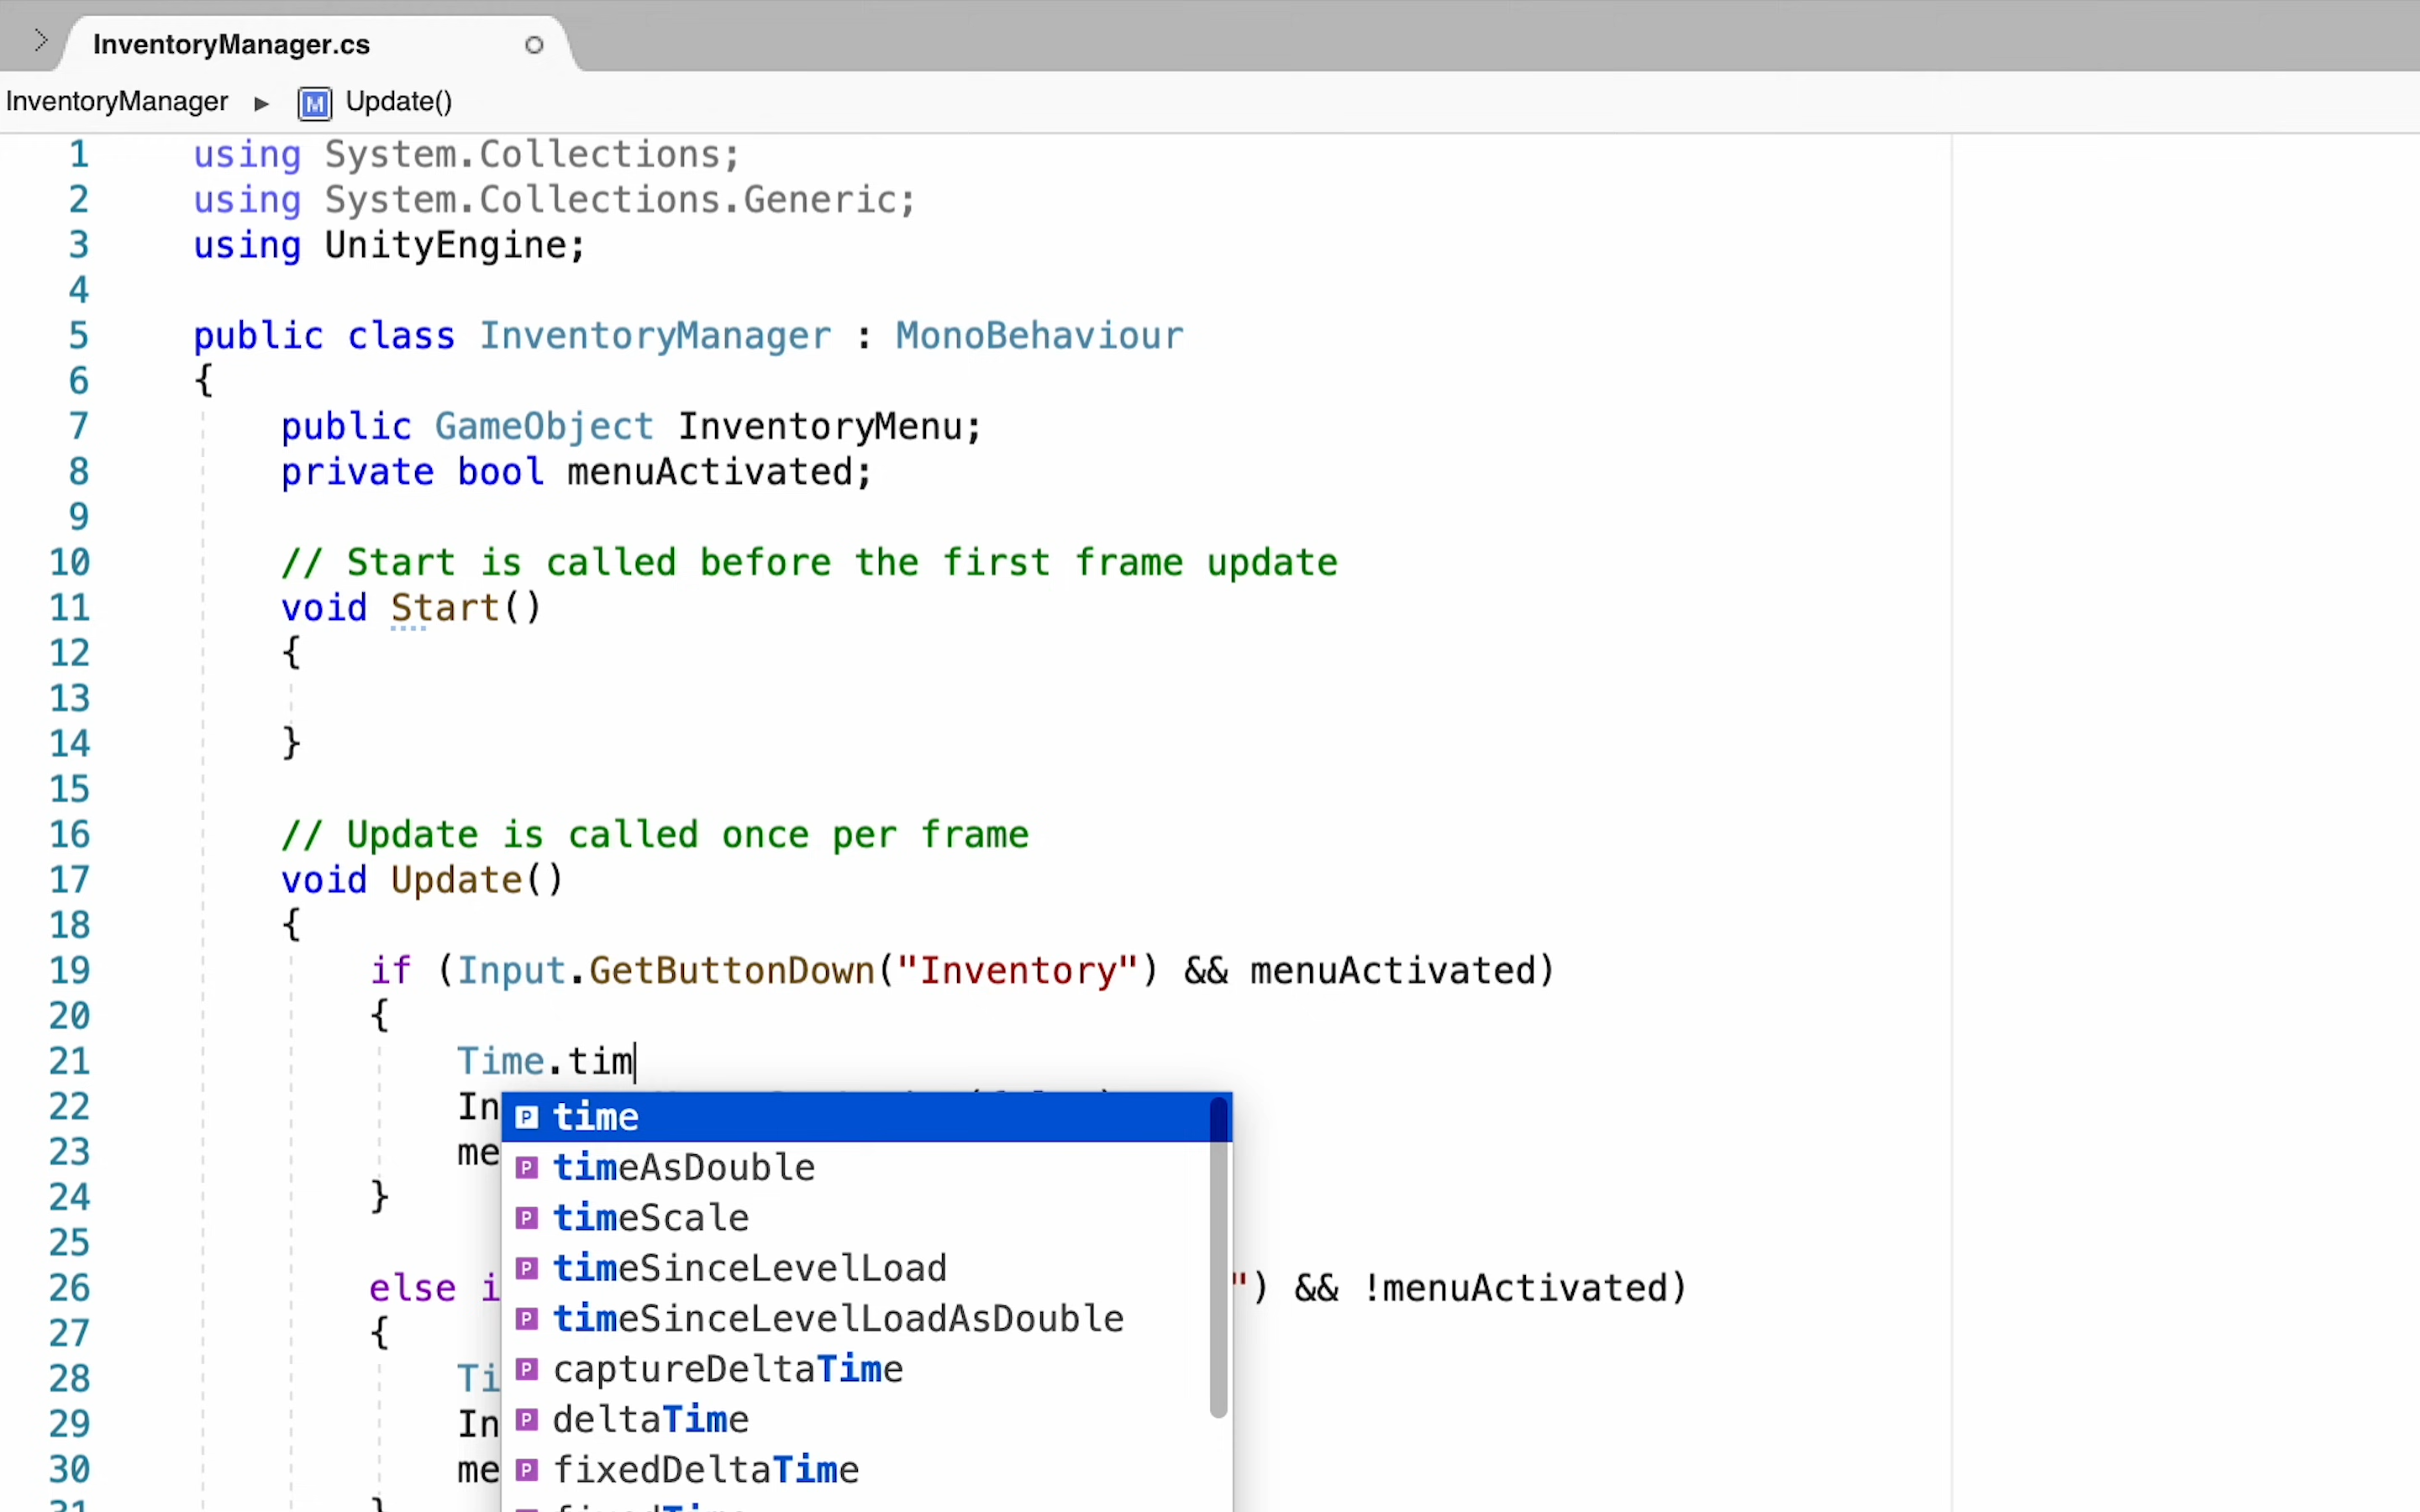 InventoryManager.cs
InventoryManager ▸ M Update()
1 using System.Collections;
2 using System.Collections.Generic;
3 using UnityEngine;
4
5 public class InventoryManager : MonoBehaviour
6 {
7 public GameObject InventoryMenu;
8 private bool menuActivated;
9
10 // Start is called before the first frame update
11 void Start()
12 {
13
14 }
15
16 // Update is called once per frame
17 void Update()
18 {
19 if (Input.GetButtonDown("Inventory") && menuActivated)
20 {
21 Time.tim
22 In
P time
23 me
P timeAsDouble
24 }
P timeScale
25
P timeSinceLevelLoad
26 else i ") && !menuActivated)
P timeSinceLevelLoadAsDouble
27 {
P captureDeltaTime
28 Ti
P deltaTime
29 In
P fixedDeltaTime
30 me
31 }